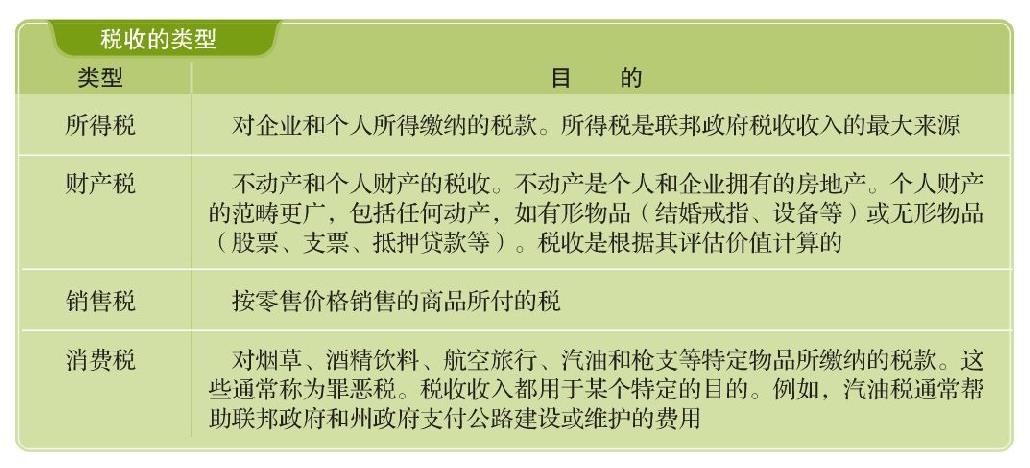 税收的类型
类型 目 的
所得税 对企业和个人所得缴纳的税款。所得税是联邦政府税收收入的最大来源
财产税 不动产和个人财产的税收。不动产是个人和企业拥有的房地产。个人财产
的范畴更广，包括任何动产，如有形物品（结婚戒指、设备等）或无形物品
（股票、支票、抵押贷款等）。税收是根据其评估价值计算的
销售税 按零售价格销售的商品所付的税
消费税 对烟草、酒精饮料、航空旅行、汽油和枪支等特定物品所缴纳的税款。这
些通常称为罪恶税。税收收入都用于某个特定的目的。例如，汽油税通常帮
助联邦政府和州政府支付公路建设或维护的费用